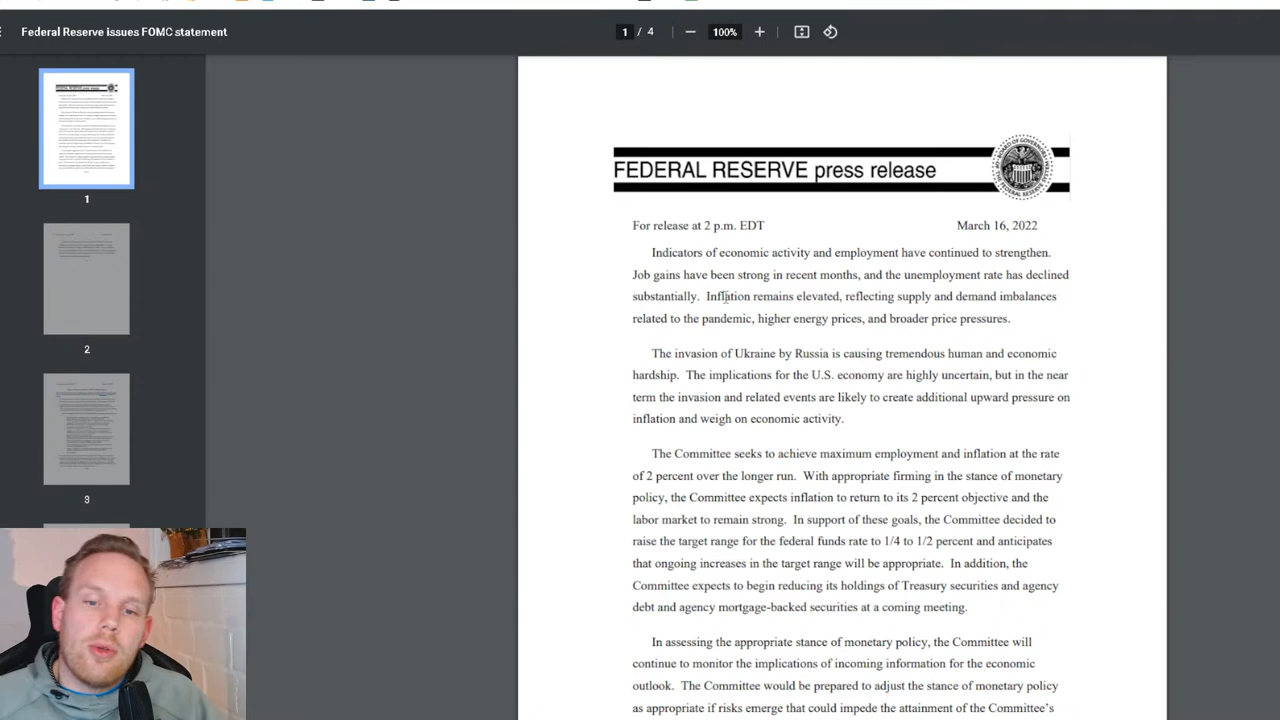 Federal Reserve issues FOMC statement
1 / 4
100%
1
2
3
FEDERAL RESERVE press release
For release at 2 p.m. EDT
March 16, 2022
Indicators of economic activity and employment have continued to strengthen.
Job gains have been strong in recent months, and the unemployment rate has declined
substantially. Inflation remains elevated, reflecting supply and demand imbalances
related to the pandemic, higher energy prices, and broader price pressures.
The invasion of Ukraine by Russia is causing tremendous human and economic
hardship. The implications for the U.S. economy are highly uncertain, but in the near
term the invasion and related events are likely to create additional upward pressure on
inflation and weigh on economic activity.
The Committee seeks to achieve maximum employment and inflation at the rate
of 2 percent over the longer run. With appropriate firming in the stance of monetary
policy, the Committee expects inflation to return to its 2 percent objective and the
labor market to remain strong. In support of these goals, the Committee decided to
raise the target range for the federal funds rate to 1/4 to 1/2 percent and anticipates
that ongoing increases in the target range will be appropriate. In addition, the
Committee expects to begin reducing its holdings of Treasury securities and agency
debt and agency mortgage-backed securities at a coming meeting.
In assessing the appropriate stance of monetary policy, the Committee will
continue to monitor the implications of incoming information for the economic
outlook. The Committee would be prepared to adjust the stance of monetary policy
as appropriate if risks emerge that could impede the attainment of the Committee's